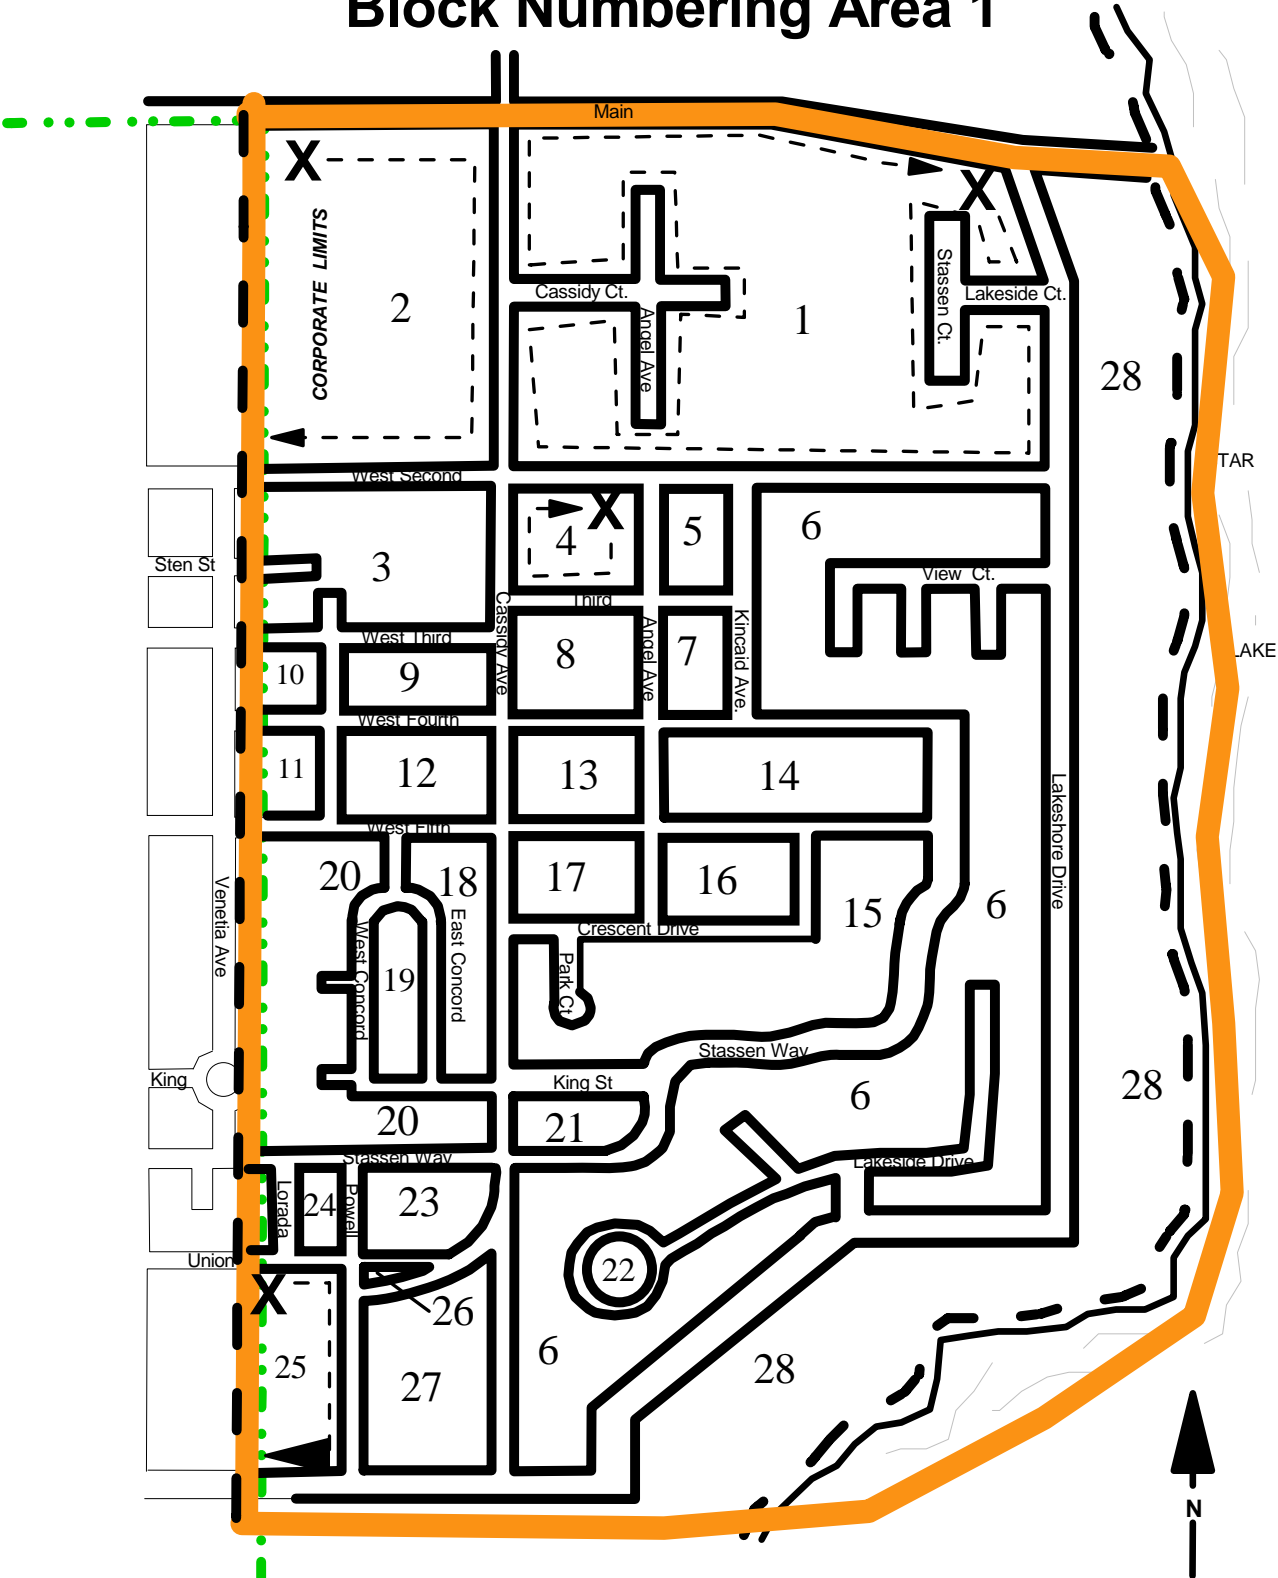 Block Numbering Area 1
Main
X
X
CORPORATE LIMITS
2
Cassidy Ct.
Angel Ave
1
Stassen Ct.
Lakeside Ct.
28
TAR
West Second
X
4
5
6
3
Sten St
View Ct.
Third
Cassidy Ave
Angel Ave
Kincaid Ave.
West Third
8
7
LAKE
10
9
West Fourth
11
12
13
14
Lakeshore Drive
West Fifth
20
18
17
16
15
6
Venetia Ave
West Concord
East Concord
Crescent Drive
19
Park Ct
Stassen Way
King
King St
28
6
20
21
Stassen Way
Lakeside Drive
Lorada
24
Powell
23
Union
22
X
26
6
25
27
28
N